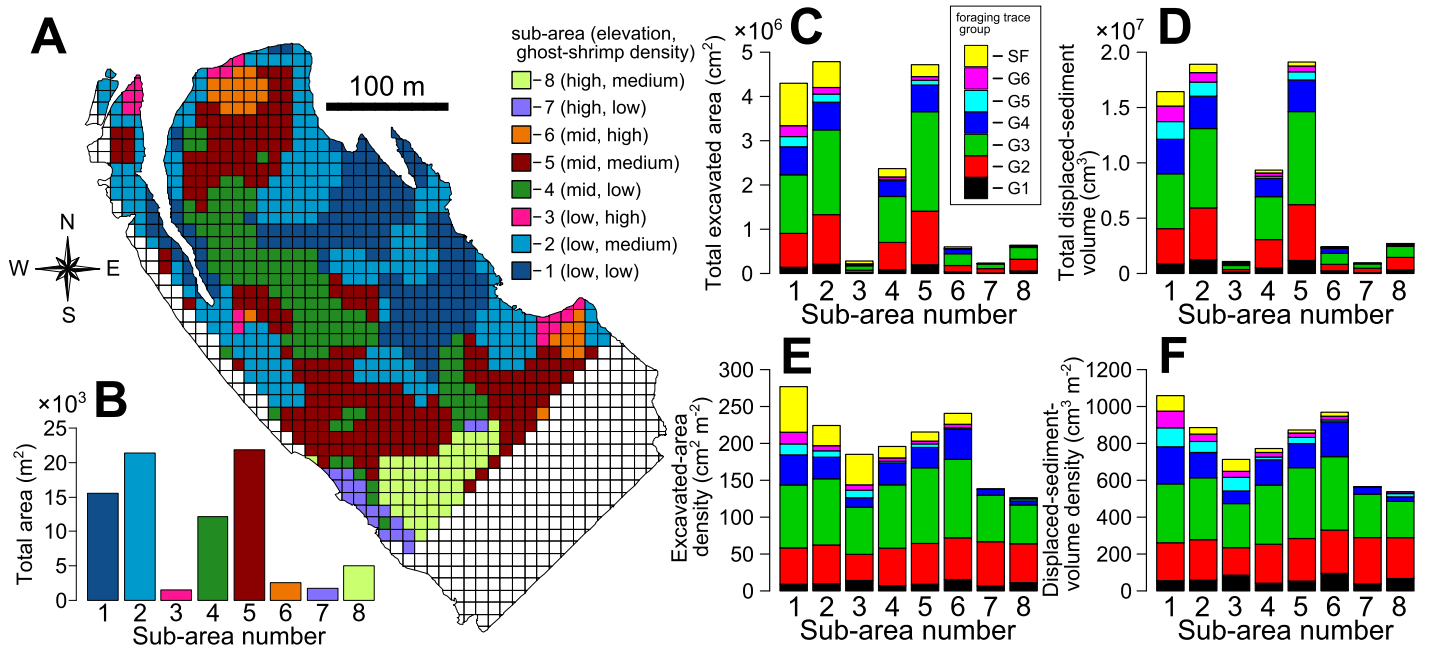 A
sub-area (elevation,
ghost-shrimp density)
8 (high, medium)
7 (high, low)
6 (mid, high)
5 (mid, medium)
4 (mid, low)
3 (low, high)
2 (low, medium)
1 (low, low)
100 m
N
W E
S
B
×10³
Total area (m²)
25
20
15
10
5
0
1 2 3 4 5 6 7 8
Sub-area number
C
×10⁶
Total excavated area (cm²)
5
4
3
2
1
0
1 2 3 4 5 6 7 8
Sub-area number
foraging trace
group
SF
G6
G5
G4
G3
G2
G1
D
×10⁷
Total displaced-sediment
volume (cm³)
2.0
1.5
1.0
0.5
0
1 2 3 4 5 6 7 8
Sub-area number
E
Excavated-area
density (cm² m⁻²)
300
250
200
150
100
50
0
1 2 3 4 5 6 7 8
Sub-area number
F
Displaced-sediment-
volume density (cm³ m⁻²)
1200
1000
800
600
400
200
0
1 2 3 4 5 6 7 8
Sub-area number